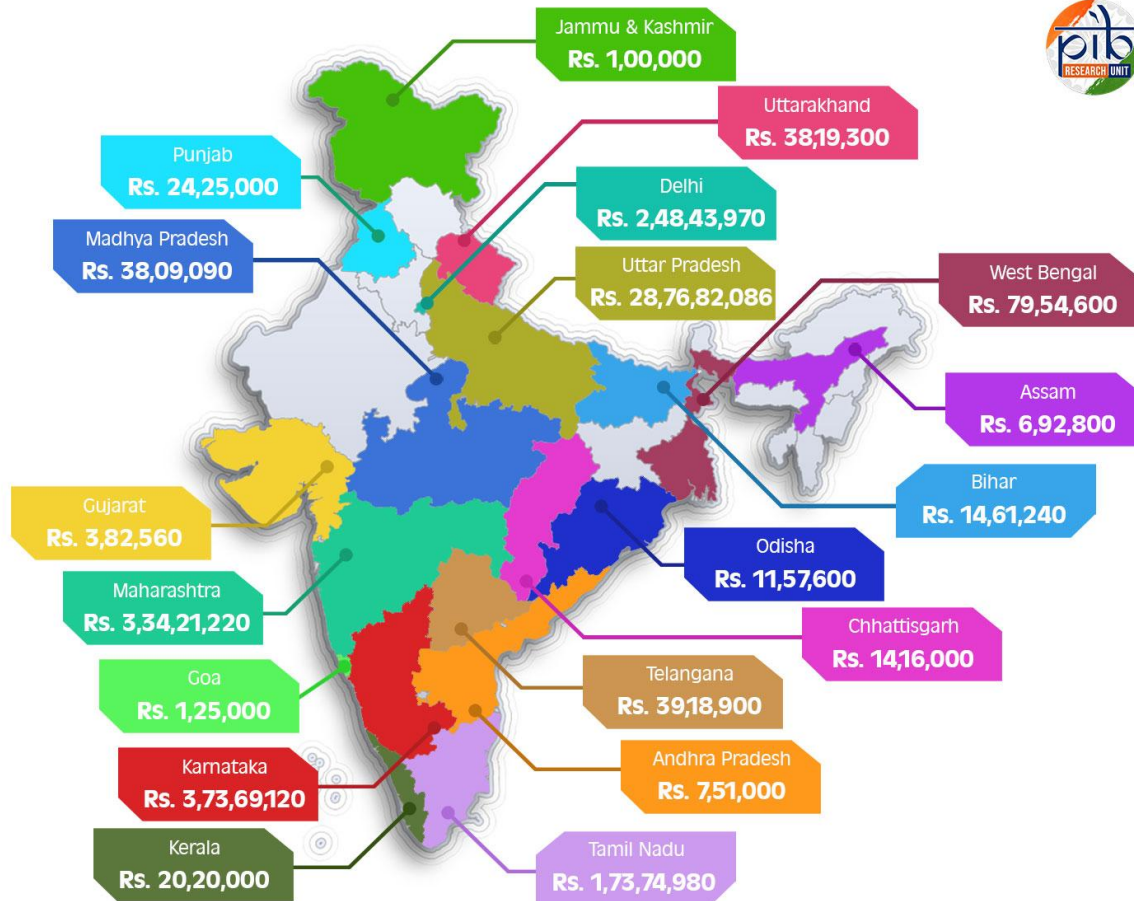 Jammu & Kashmir
Rs. 1,00,000
pib
RESEARCH UNIT
Uttarakhand
Rs. 38,19,300
Punjab
Rs. 24,25,000
Delhi
Rs. 2,48,43,970
Madhya Pradesh
Rs. 38,09,090
Uttar Pradesh
Rs. 28,76,82,086
West Bengal
Rs. 79,54,600
Assam
Rs. 6,92,800
Bihar
Rs. 14,61,240
Gujarat
Rs. 3,82,560
Odisha
Rs. 11,57,600
Maharashtra
Rs. 3,34,21,220
Chhattisgarh
Rs. 14,16,000
Goa
Rs. 1,25,000
Telangana
Rs. 39,18,900
Karnataka
Rs. 3,73,69,120
Andhra Pradesh
Rs. 7,51,000
Kerala
Rs. 20,20,000
Tamil Nadu
Rs. 1,73,74,980